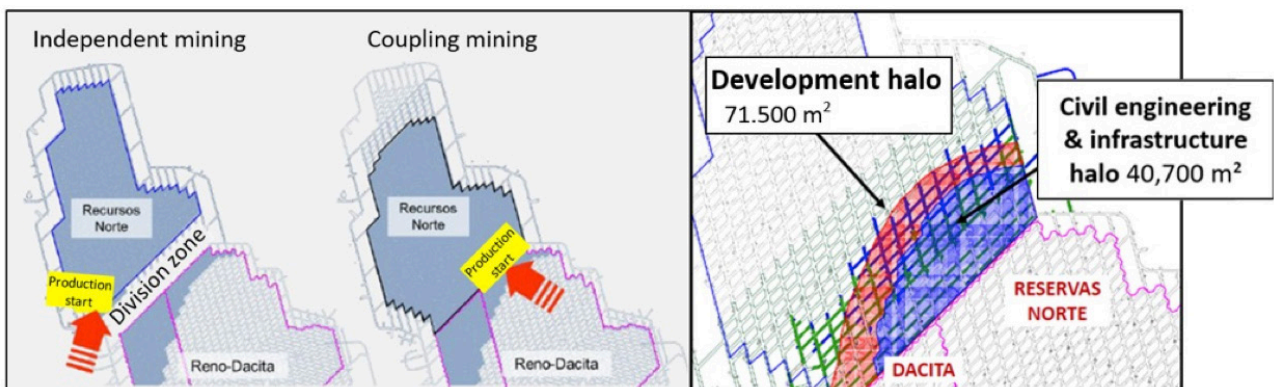 Independent mining
Recursos
Norte
Production
start
Division zone
Reno-Dacita
Coupling mining
Recursos
Norte
Production
start
Reno-Dacita
Development halo
71.500 m²
Civil engineering
& infrastructure
halo 40,700 m²
RESERVAS
NORTE
DACITA